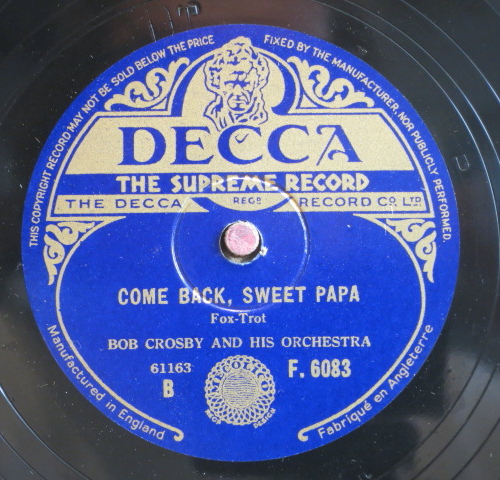 THIS COPYRIGHT RECORD MAY NOT BE SOLD BELOW THE PRICE FIXED BY THE MANUFACTURER, NOR PUBLICLY PERFORMED.
DECCA
THE SUPREME RECORD
THE DECCA REGD RECORD CO. LTD
COME BACK, SWEET PAPA
Fox-Trot
BOB CROSBY AND HIS ORCHESTRA
61163 F. 6083
B
REGD DESIGN
Manufactured in England
Fabriqué en Angleterre